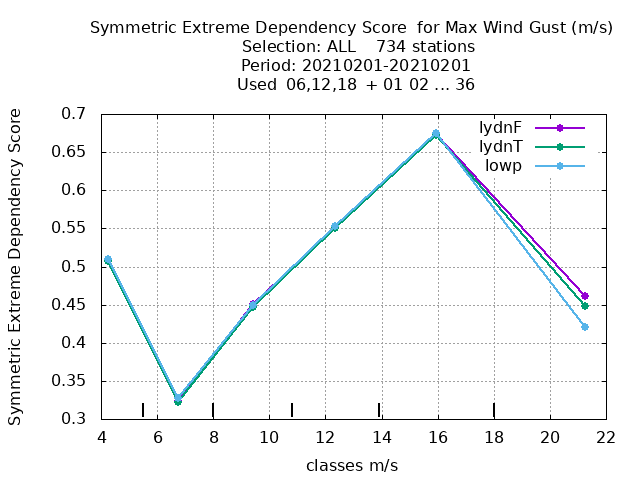 Symmetric Extreme Dependency Score for Max Wind Gust (m/s)
Selection: ALL 734 stations
Period: 20210201-20210201
Used 06,12,18 + 01 02 ... 36
Symmetric Extreme Dependency Score
0.7
0.65
0.6
0.55
0.5
0.45
0.4
0.35
0.3
lydnF
lydnT
lowp
4 6 8 10 12 14 16 18 20 22
classes m/s